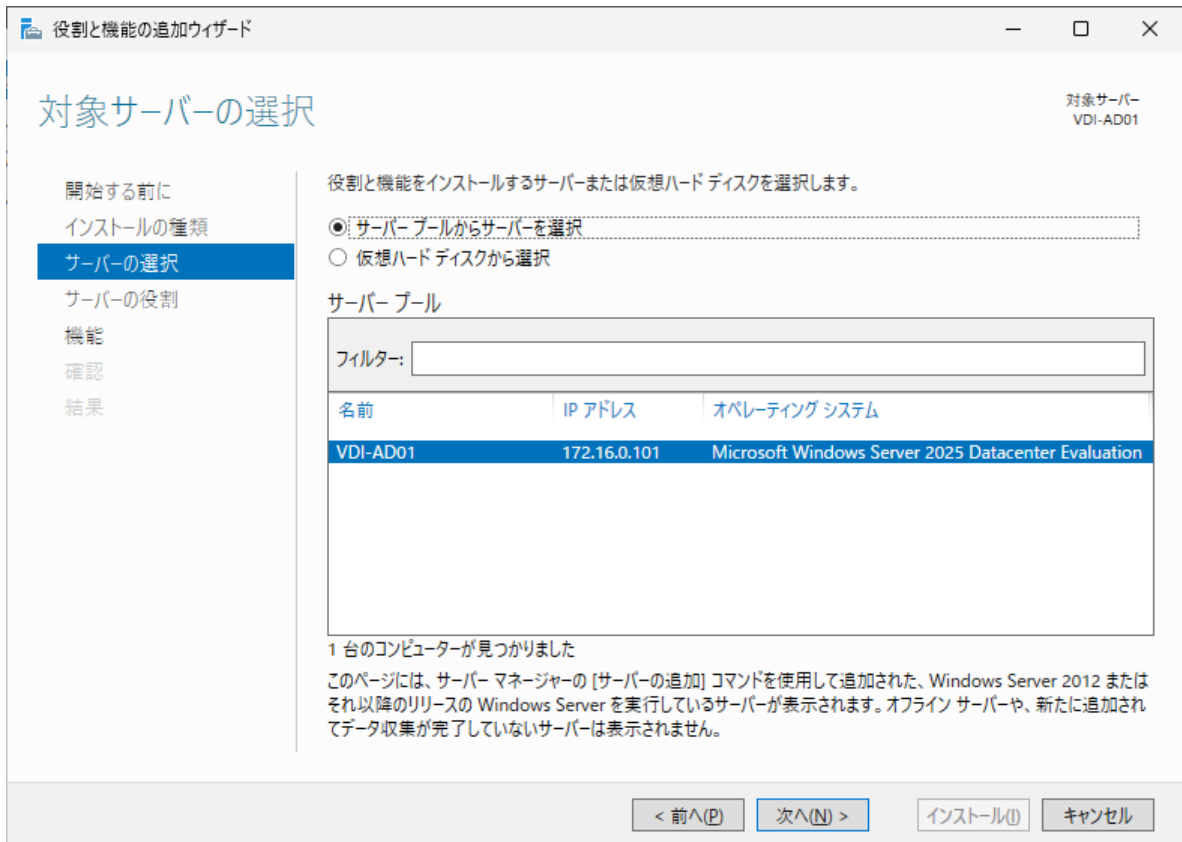 役割と機能の追加ウィザード
対象サーバーの選択
対象サーバー
VDI-AD01
開始する前に
インストールの種類
サーバーの選択
サーバーの役割
機能
確認
結果
役割と機能をインストールするサーバーまたは仮想ハード ディスクを選択します。
サーバー プールからサーバーを選択
仮想ハード ディスクから選択
サーバー プール
フィルター:
名前 IP アドレス オペレーティング システム
VDI-AD01 172.16.0.101 Microsoft Windows Server 2025 Datacenter Evaluation
1 台のコンピューターが見つかりました
このページには、サーバー マネージャーの [サーバーの追加] コマンドを使用して追加された、Windows Server 2012 または
それ以降のリリースの Windows Server を実行しているサーバーが表示されます。オフライン サーバーや、新たに追加され
てデータ収集が完了していないサーバーは表示されません。
< 前へ(P) 次へ(N) > インストール(I) キャンセル